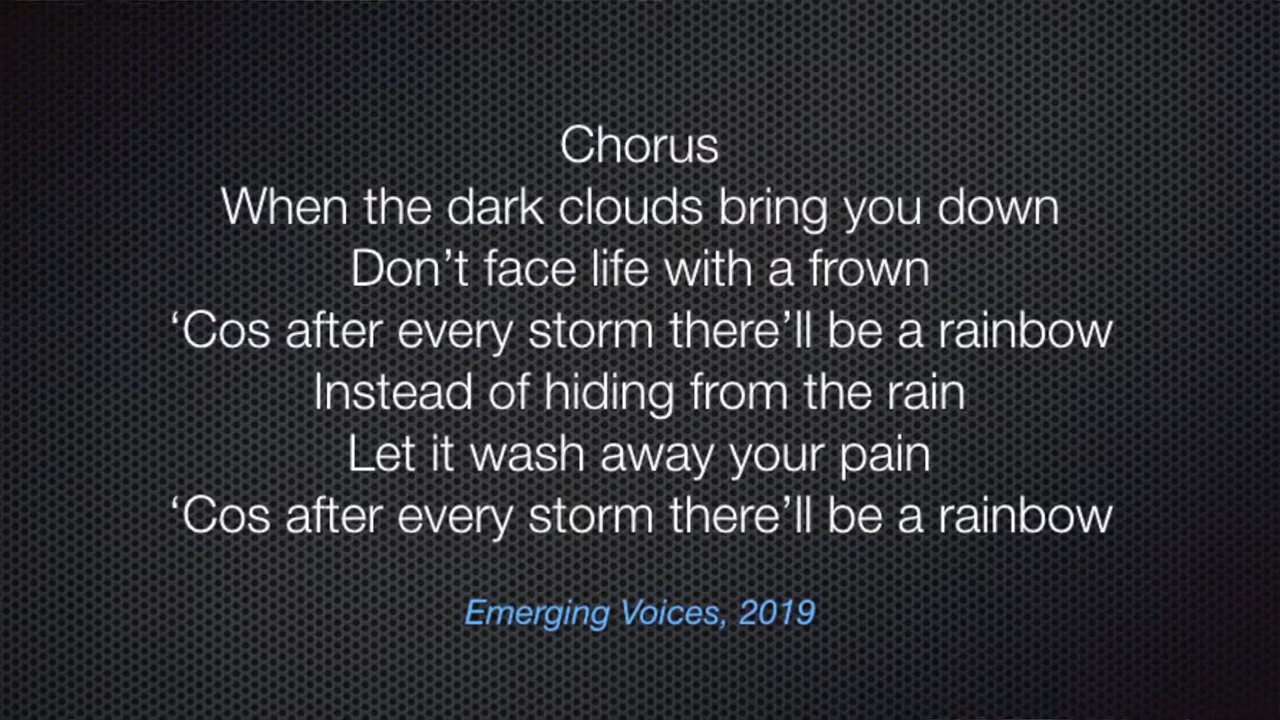 Chorus
When the dark clouds bring you down
Don’t face life with a frown
‘Cos after every storm there’ll be a rainbow
Instead of hiding from the rain
Let it wash away your pain
‘Cos after every storm there’ll be a rainbow
Emerging Voices, 2019